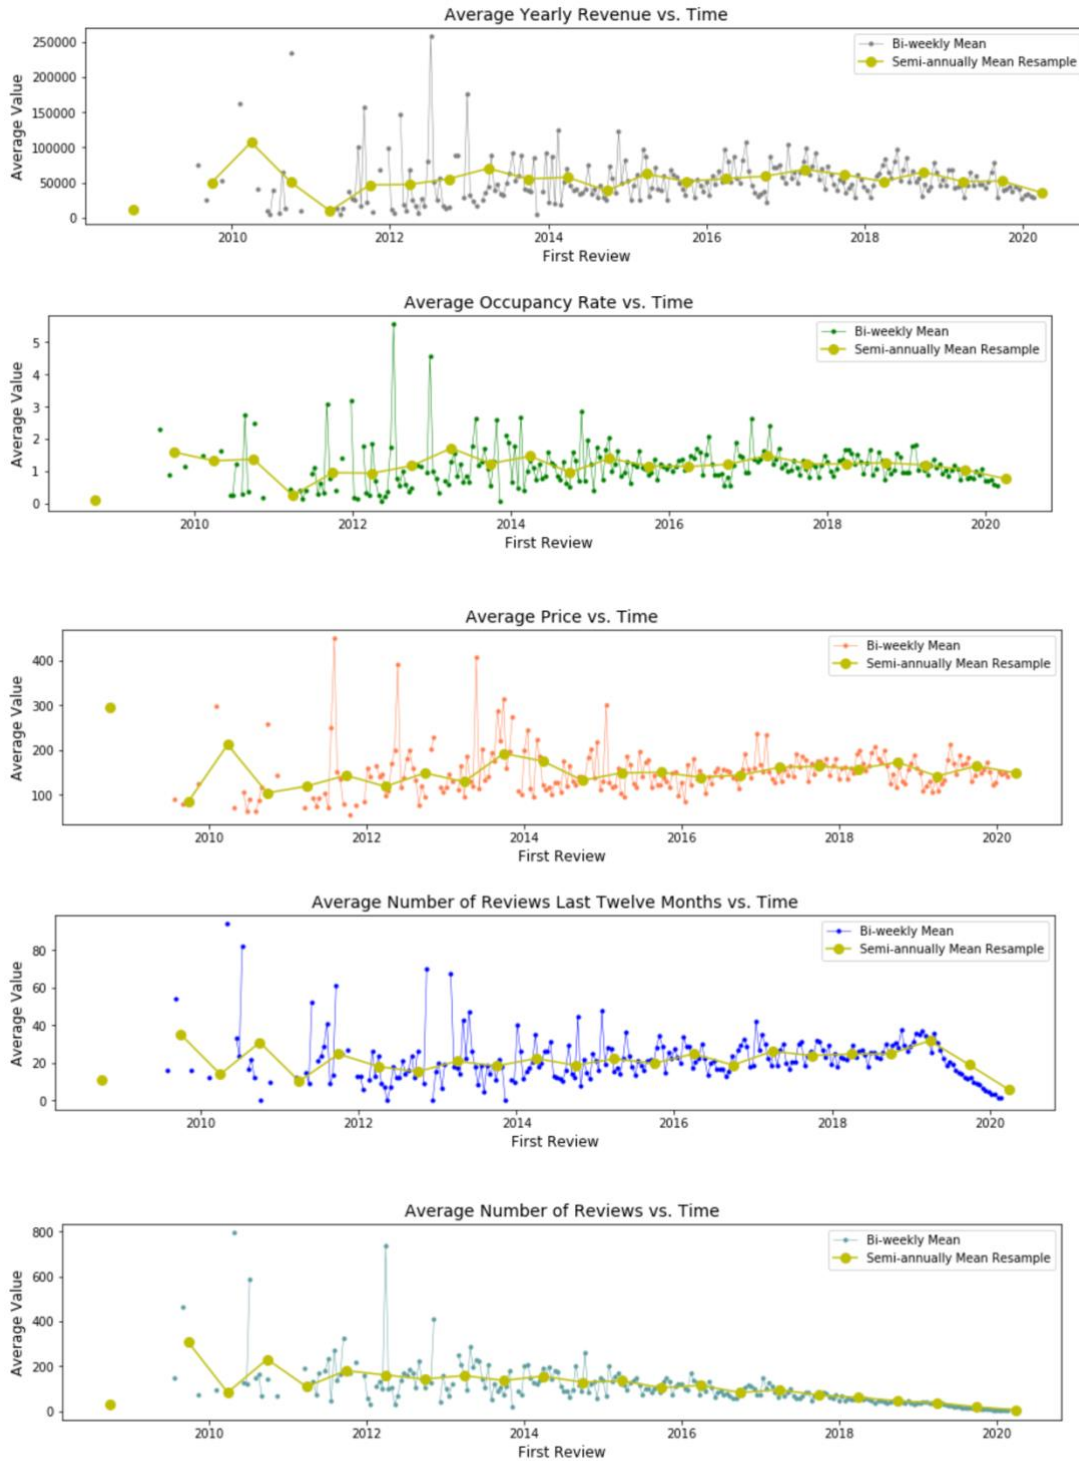 Average Yearly Revenue vs. Time
250000
200000
150000
100000
50000
0
Average Value
Bi-weekly Mean
Semi-annually Mean Resample
2010 2012 2014 2016 2018 2020
First Review
Average Occupancy Rate vs. Time
5
4
3
2
1
0
Average Value
Bi-weekly Mean
Semi-annually Mean Resample
2010 2012 2014 2016 2018 2020
First Review
Average Price vs. Time
400
300
200
100
Average Value
Bi-weekly Mean
Semi-annually Mean Resample
2010 2012 2014 2016 2018 2020
First Review
Average Number of Reviews Last Twelve Months vs. Time
80
60
40
20
0
Average Value
Bi-weekly Mean
Semi-annually Mean Resample
2010 2012 2014 2016 2018 2020
First Review
Average Number of Reviews vs. Time
800
600
400
200
0
Average Value
Bi-weekly Mean
Semi-annually Mean Resample
2010 2012 2014 2016 2018 2020
First Review